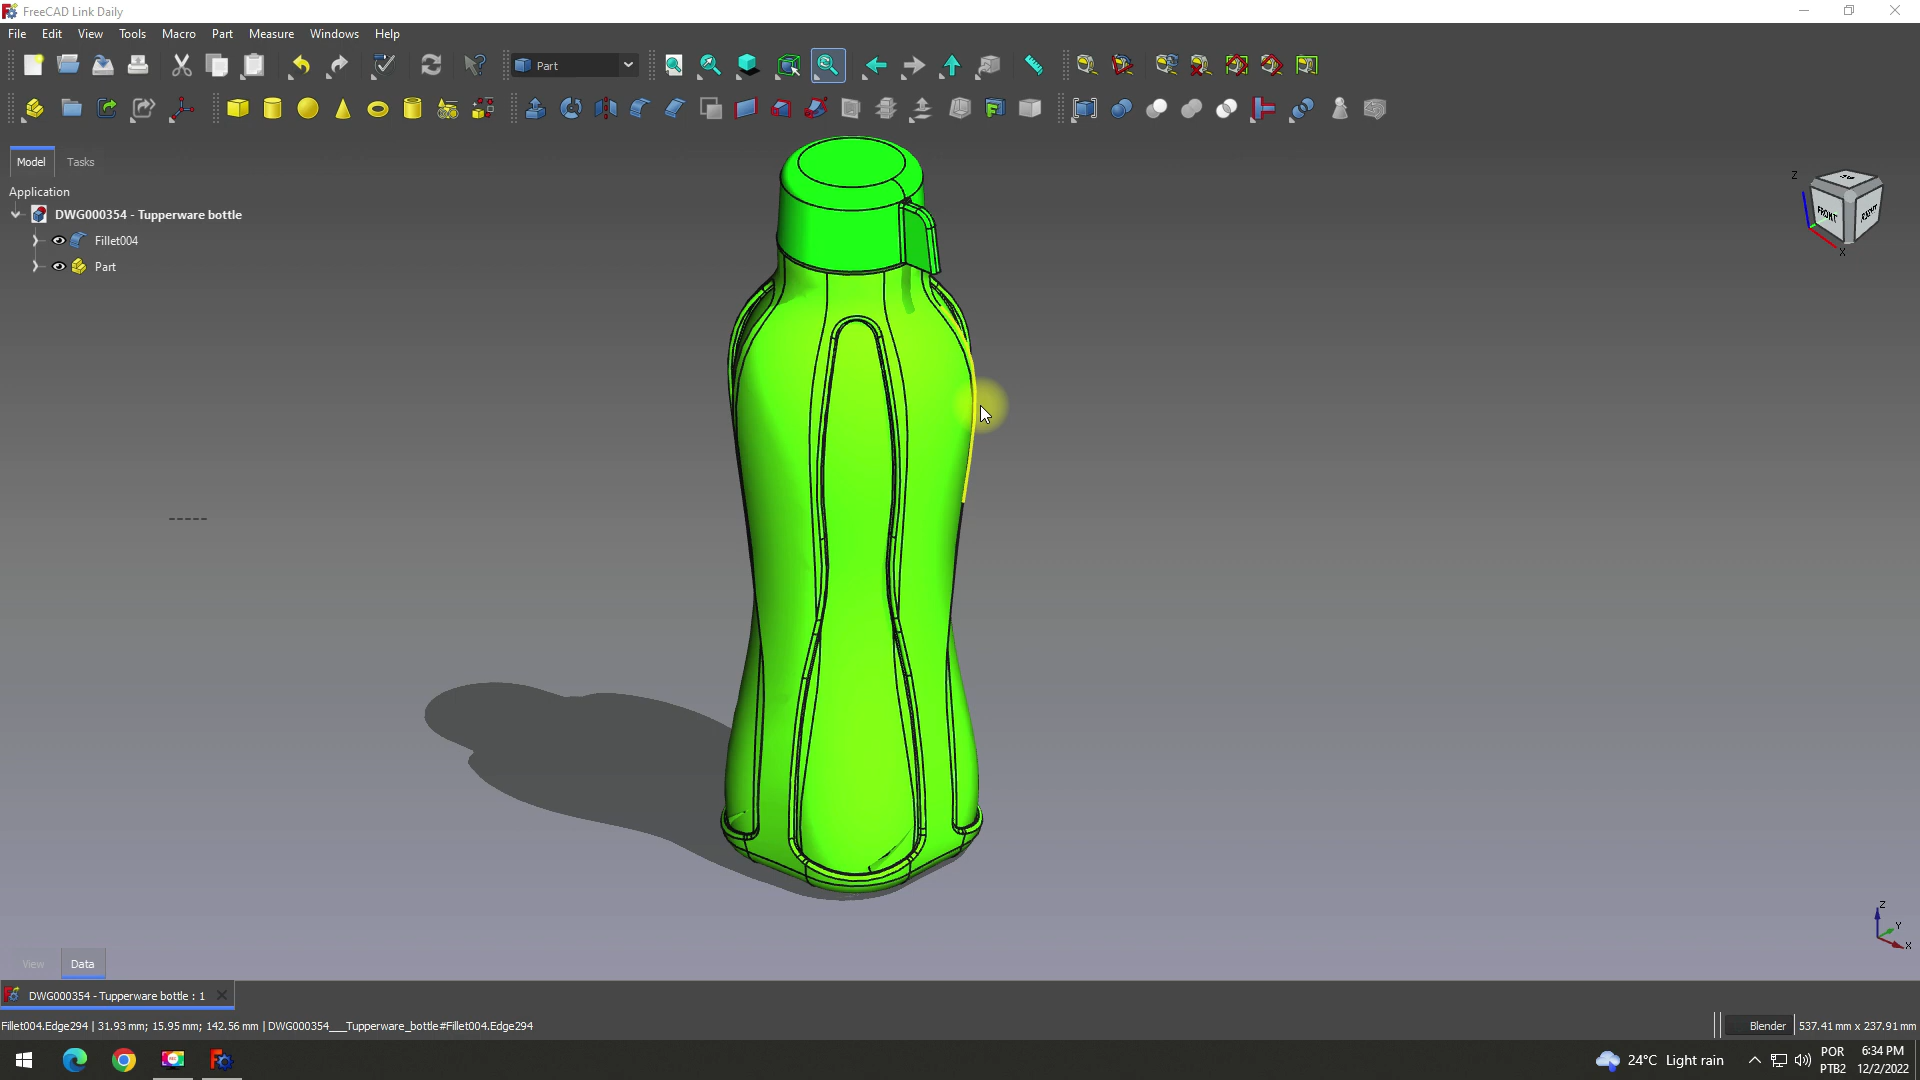 FreeCAD Link Daily
File Edit View Tools Macro Part Measure Windows Help
Part
Model Tasks
Application
DWG000354 - Tupperware bottle
Fillet004
Part
Z
FRONT
RIGHT
X
Z
Y
X
View Data
DWG000354 - Tupperware bottle : 1
Fillet004.Edge294 | 31.93 mm; 15.95 mm; 142.56 mm | DWG000354___Tupperware_bottle#Fillet004.Edge294
Blender 537.41 mm x 237.91 mm
24°C Light rain
POR
PTB2
6:34 PM
12/2/2022